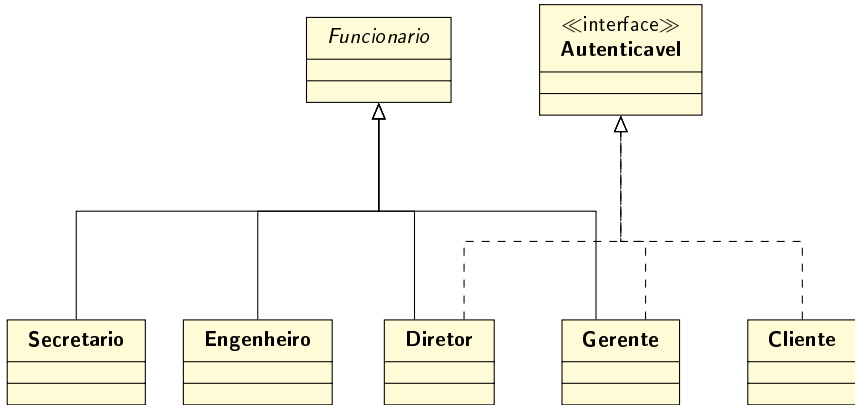 Funcionario
≪interface≫
Autenticavel
Secretario
Engenheiro
Diretor
Gerente
Cliente